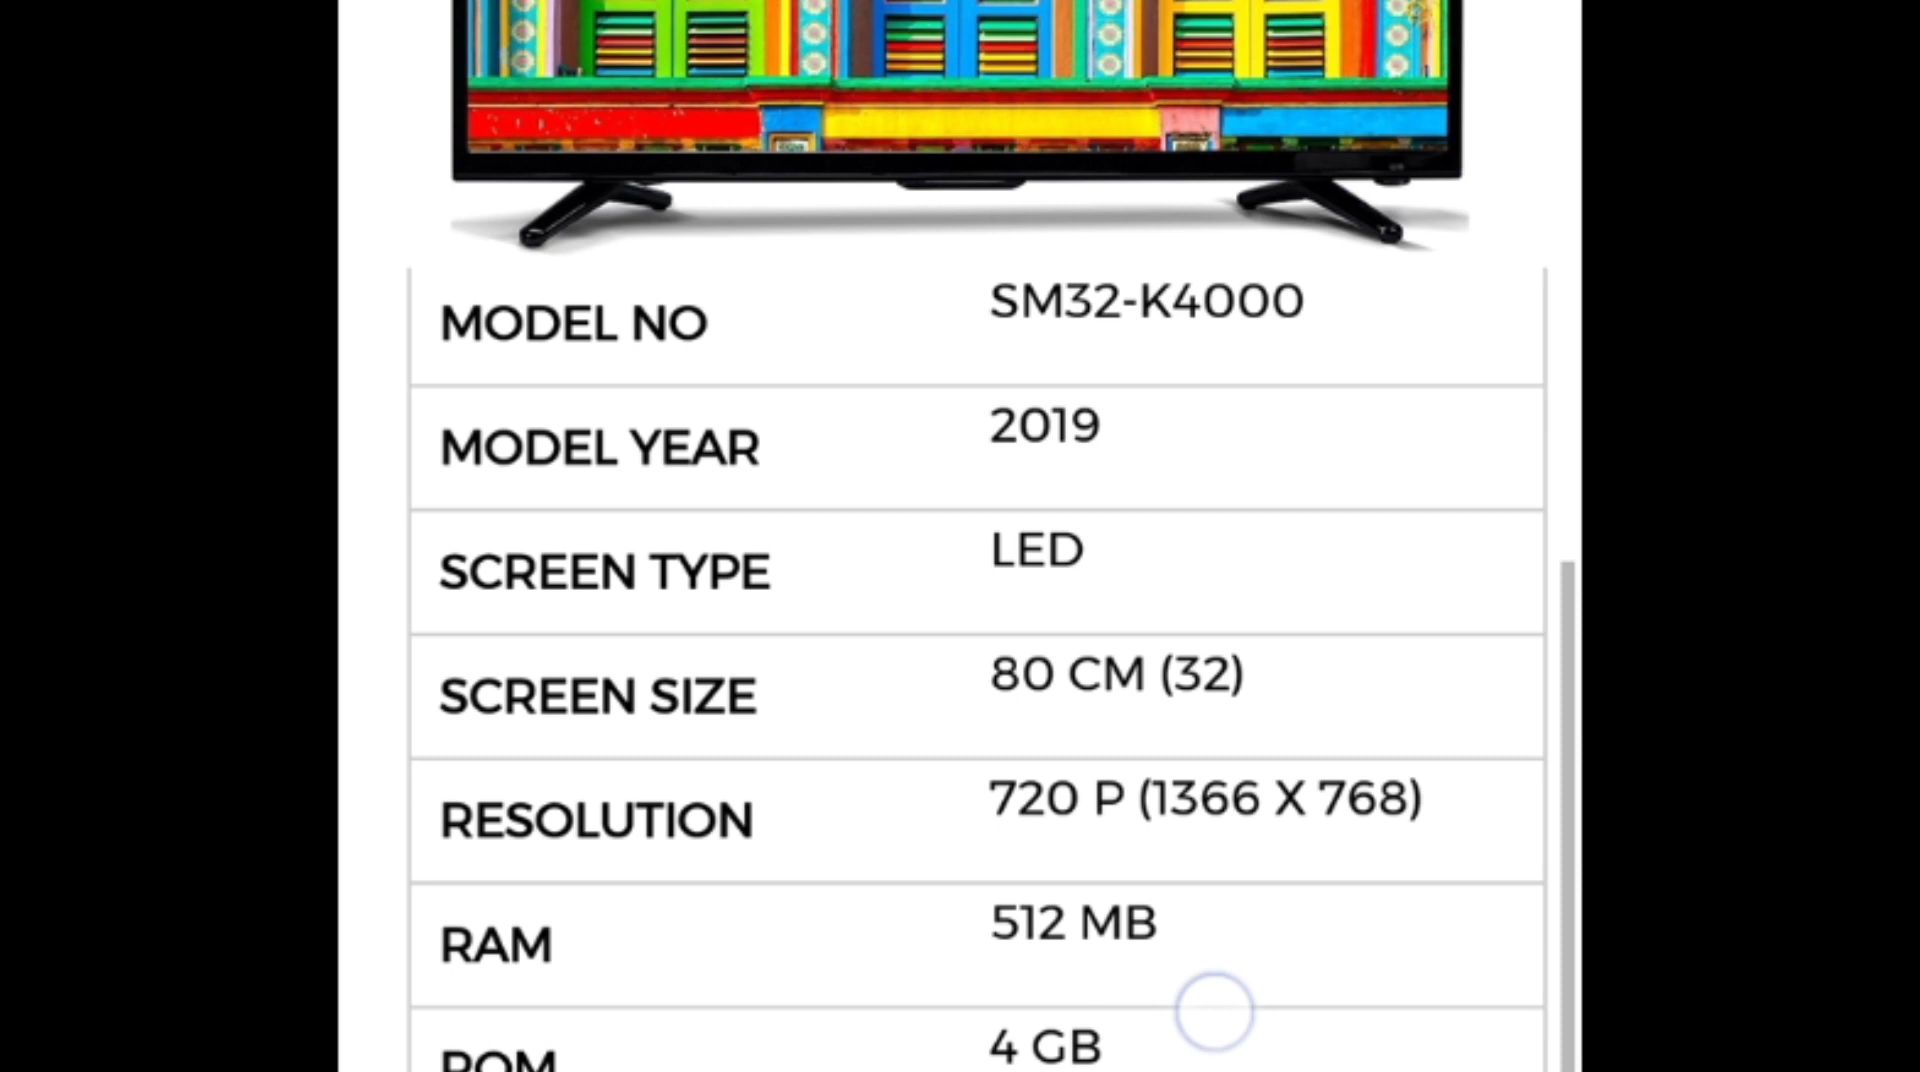 MODEL NO SM32-K4000
MODEL YEAR 2019
SCREEN TYPE LED
SCREEN SIZE 80 CM (32)
RESOLUTION 720 P (1366 X 768)
RAM 512 MB
ROM 4 GB